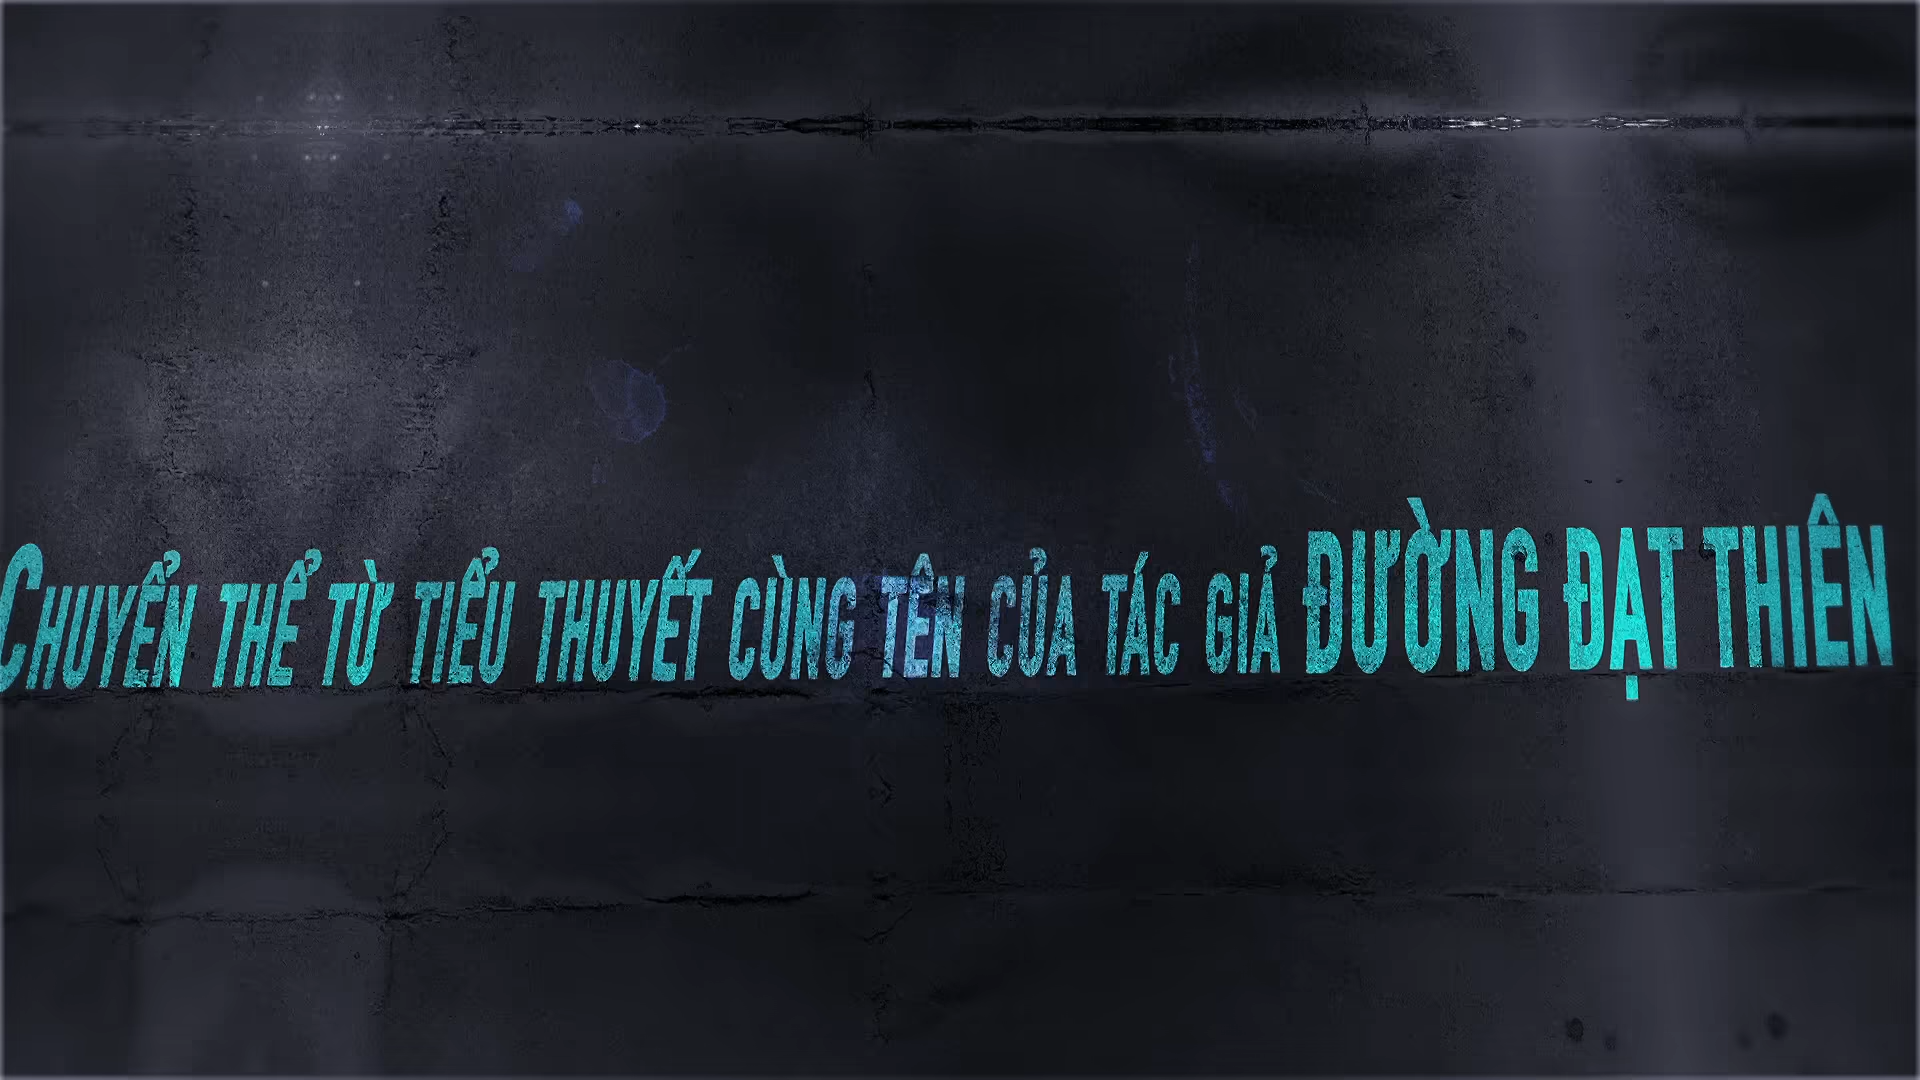 Chuyển thể từ tiểu thuyết cùng tên của tác giả ĐƯỜNG ĐẠT THIÊN